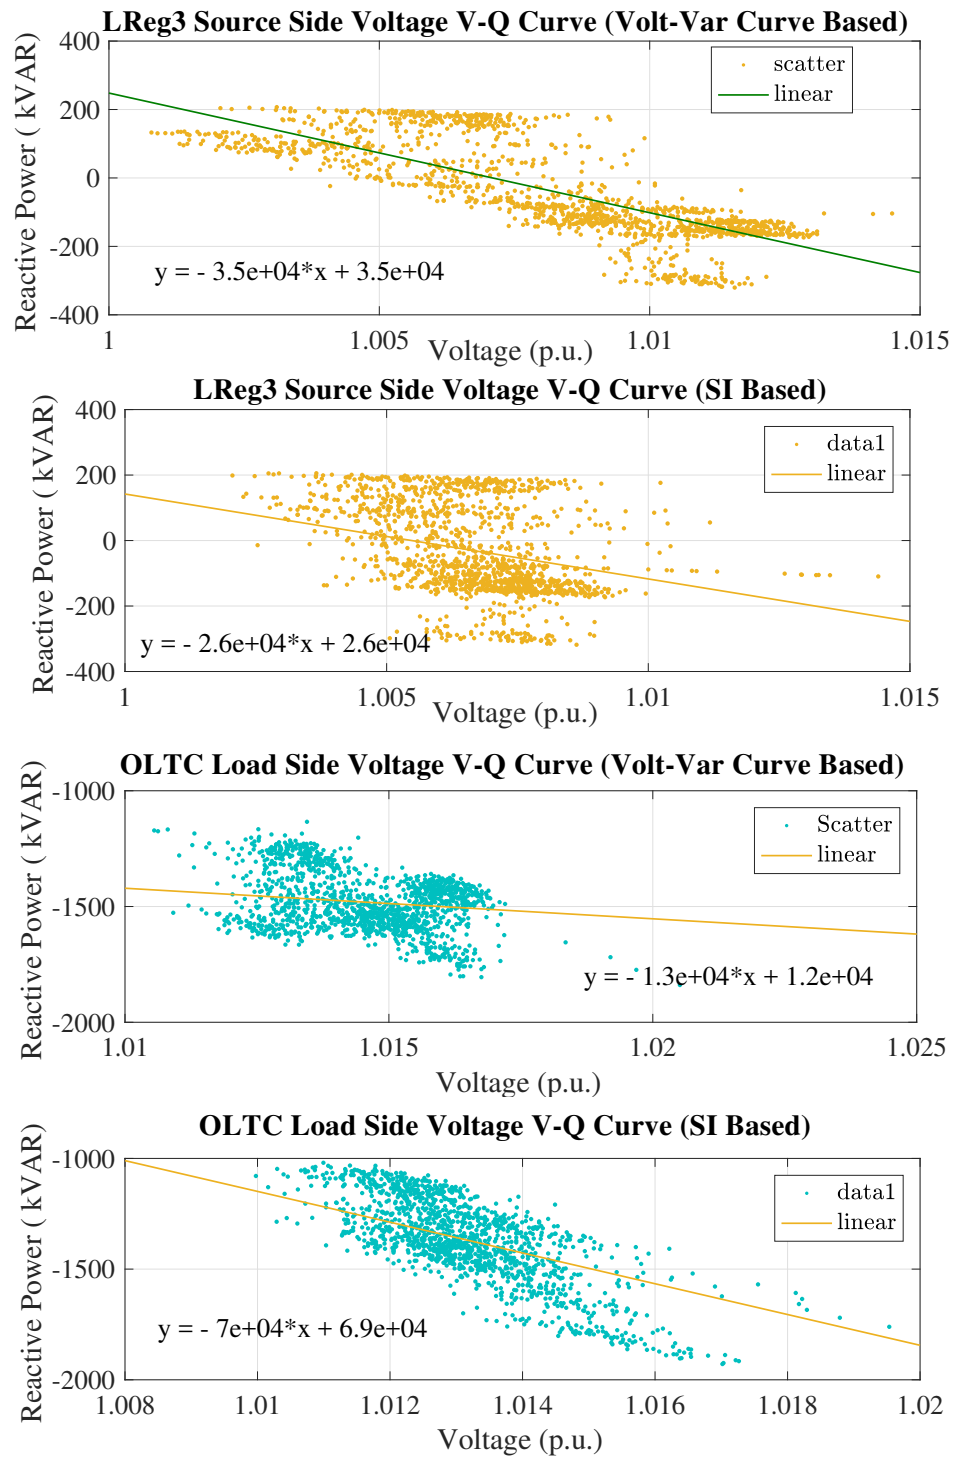 LReg3 Source Side Voltage V-Q Curve (Volt-Var Curve Based)
Reactive Power ( kVAR)
400
200
0
-200
-400
scatter
linear
y = - 3.5e+04*x + 3.5e+04
1
1.005
1.01
1.015
Voltage (p.u.)
LReg3 Source Side Voltage V-Q Curve (SI Based)
Reactive Power ( kVAR)
400
200
0
-200
-400
data1
linear
y = - 2.6e+04*x + 2.6e+04
1
1.005
1.01
1.015
Voltage (p.u.)
OLTC Load Side Voltage V-Q Curve (Volt-Var Curve Based)
Reactive Power ( kVAR)
-1000
-1500
-2000
Scatter
linear
y = - 1.3e+04*x + 1.2e+04
1.01
1.015
1.02
1.025
Voltage (p.u.)
OLTC Load Side Voltage V-Q Curve (SI Based)
Reactive Power ( kVAR)
-1000
-1500
-2000
data1
linear
y = - 7e+04*x + 6.9e+04
1.008
1.01
1.012
1.014
1.016
1.018
1.02
Voltage (p.u.)